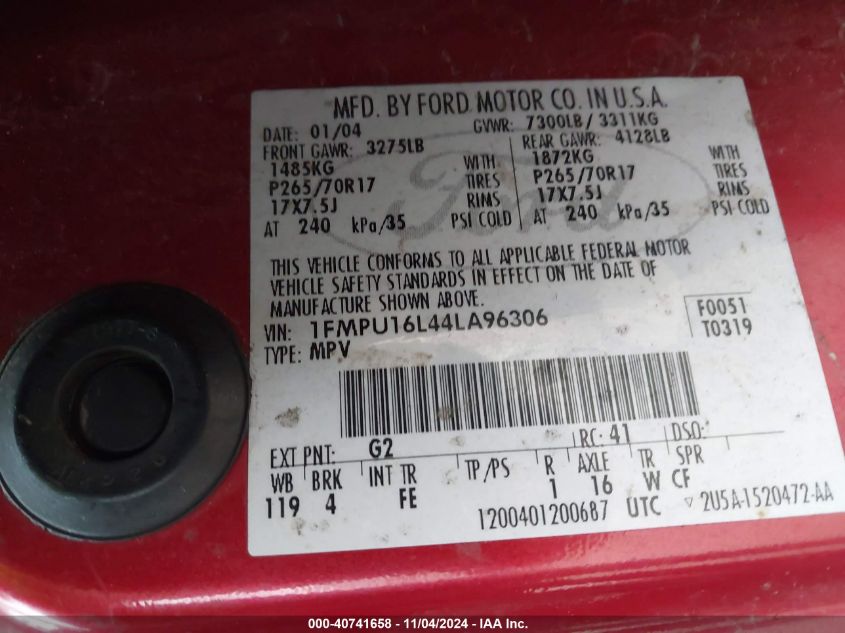 MFD. BY FORD MOTOR CO. IN U.S.A.
DATE: 01/04 GVWR: 7300LB/ 3311KG
FRONT GAWR: 3275LB REAR GAWR: 4128LB
1485KG WITH 1872KG WITH
P265/70R17 TIRES P265/70R17 TIRES
17X7.5J RIMS 17X7.5J RIMS
AT 240 kPa/35 PSI COLD AT 240 kPa/35 PSI COLD
Ford
THIS VEHICLE CONFORMS TO ALL APPLICABLE FEDERAL MOTOR
VEHICLE SAFETY STANDARDS IN EFFECT ON THE DATE OF
MANUFACTURE SHOWN ABOVE.
VIN: 1FMPU16L44LA96306 F0051
TYPE: MPV T0319
EXT PNT: G2 RC: 41 DSO:
WB BRK INT TR TP/PS R AXLE TR SPR
119 4 FE 1 16 W CF
1200401200687 UTC ▽ 2U5A-1520472-AA
000-40741658 - 11/04/2024 - IAAI Inc.